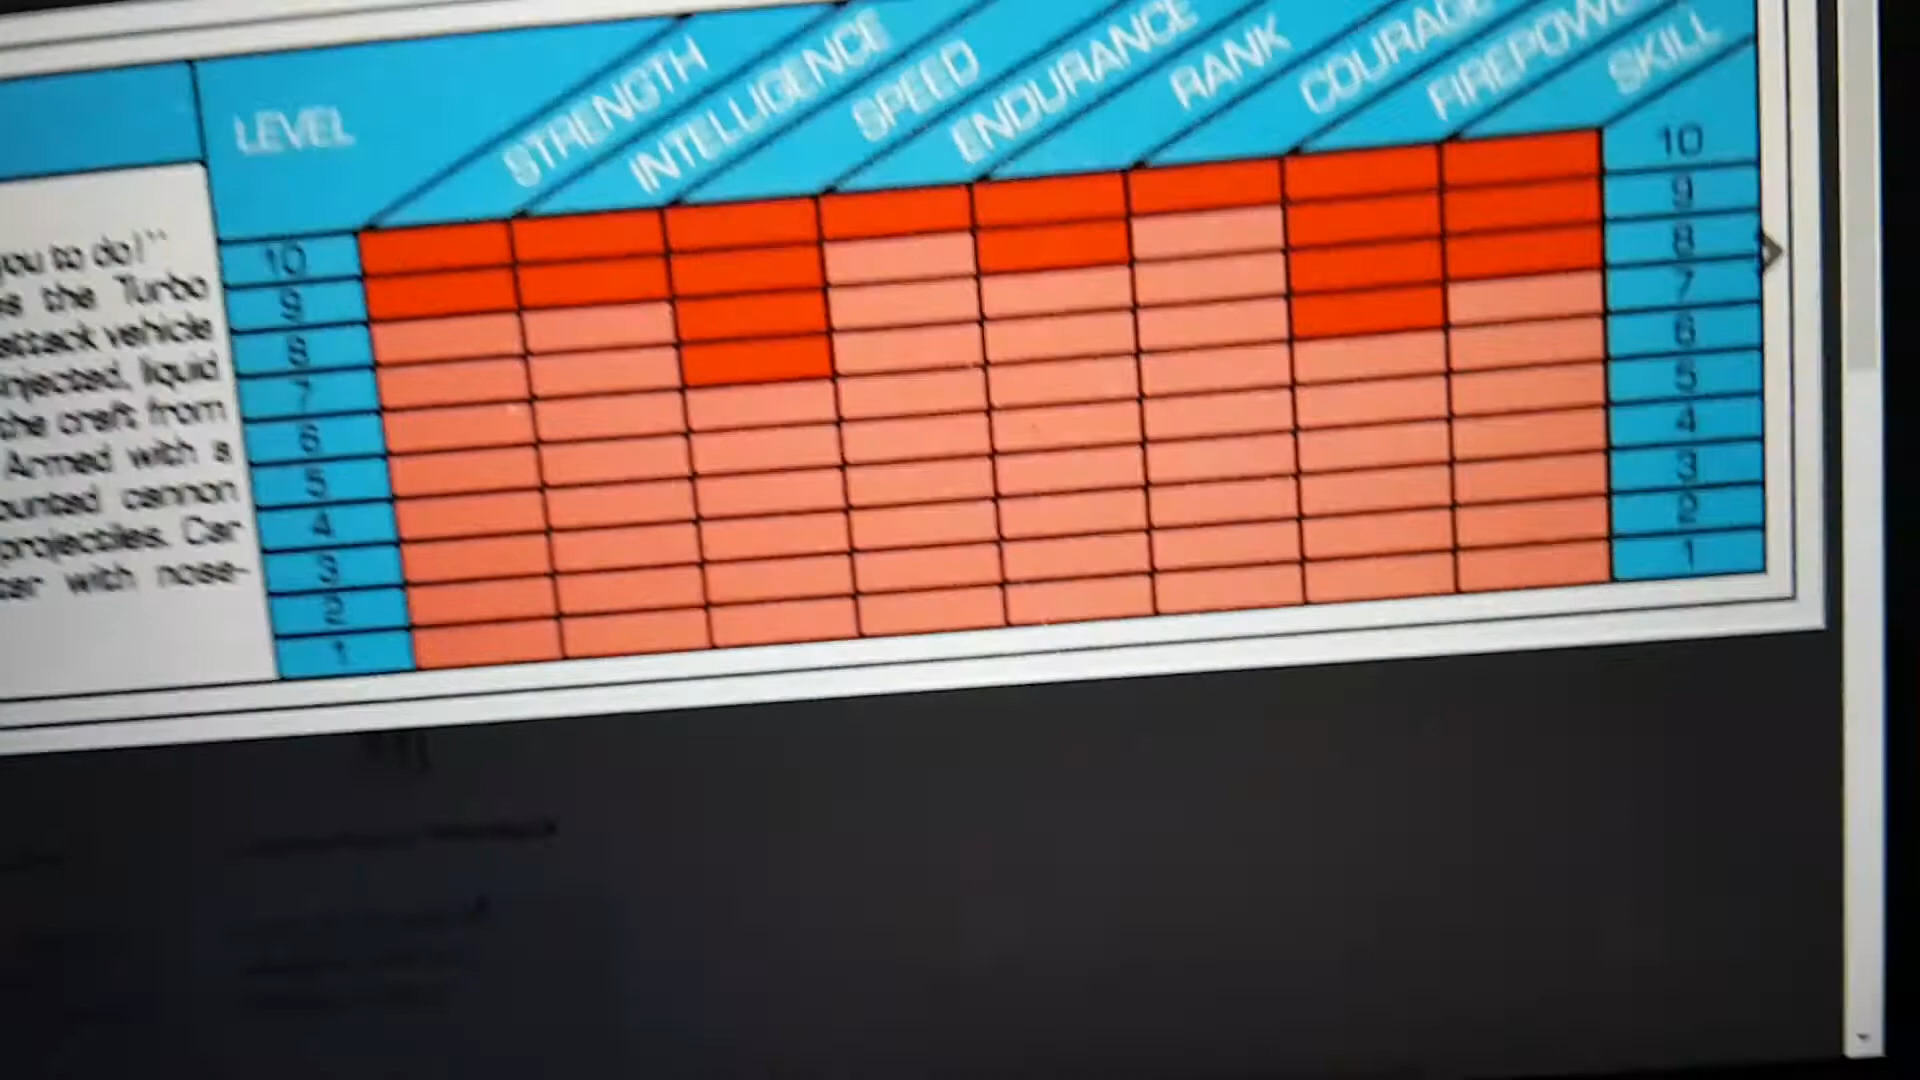 LEVEL
STRENGTH
INTELLIGENCE
SPEED
ENDURANCE
RANK
COURAGE
FIREPOWE
SKILL
you to do!"
s the Turbo
attack vehicle
injected, liquid
the craft from
Armed with a
ounted cannon
projectiles. Car
with nose-
10
9
8
7
6
5
4
3
2
1
10
9
8
7
6
5
4
3
2
1